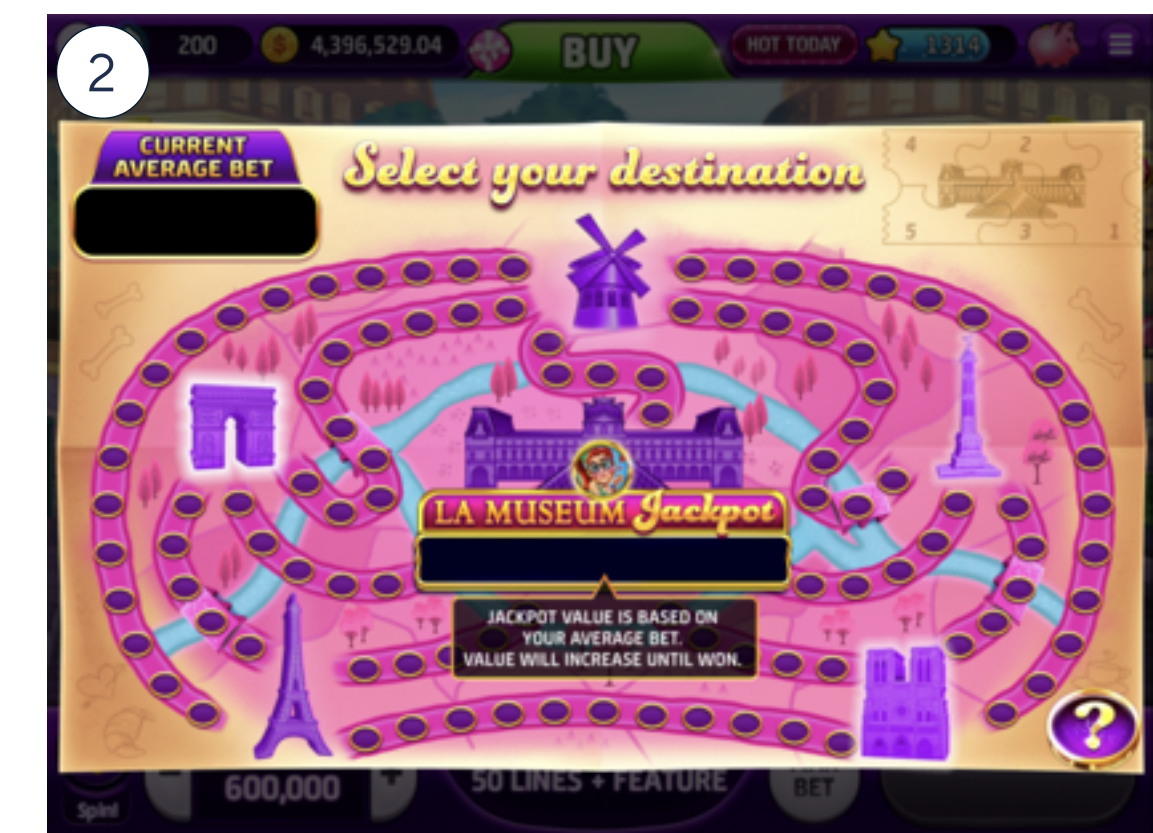 2
200
4,396,529.04
BUY
HOT TODAY
1314
CURRENT
AVERAGE BET
Select your destination
4
2
5
3
1
LA MUSEUM Jackpot
JACKPOT VALUE IS BASED ON
YOUR AVERAGE BET.
VALUE WILL INCREASE UNTIL WON.
?
600,000
50 LINES + FEATURE
BET
Spin!